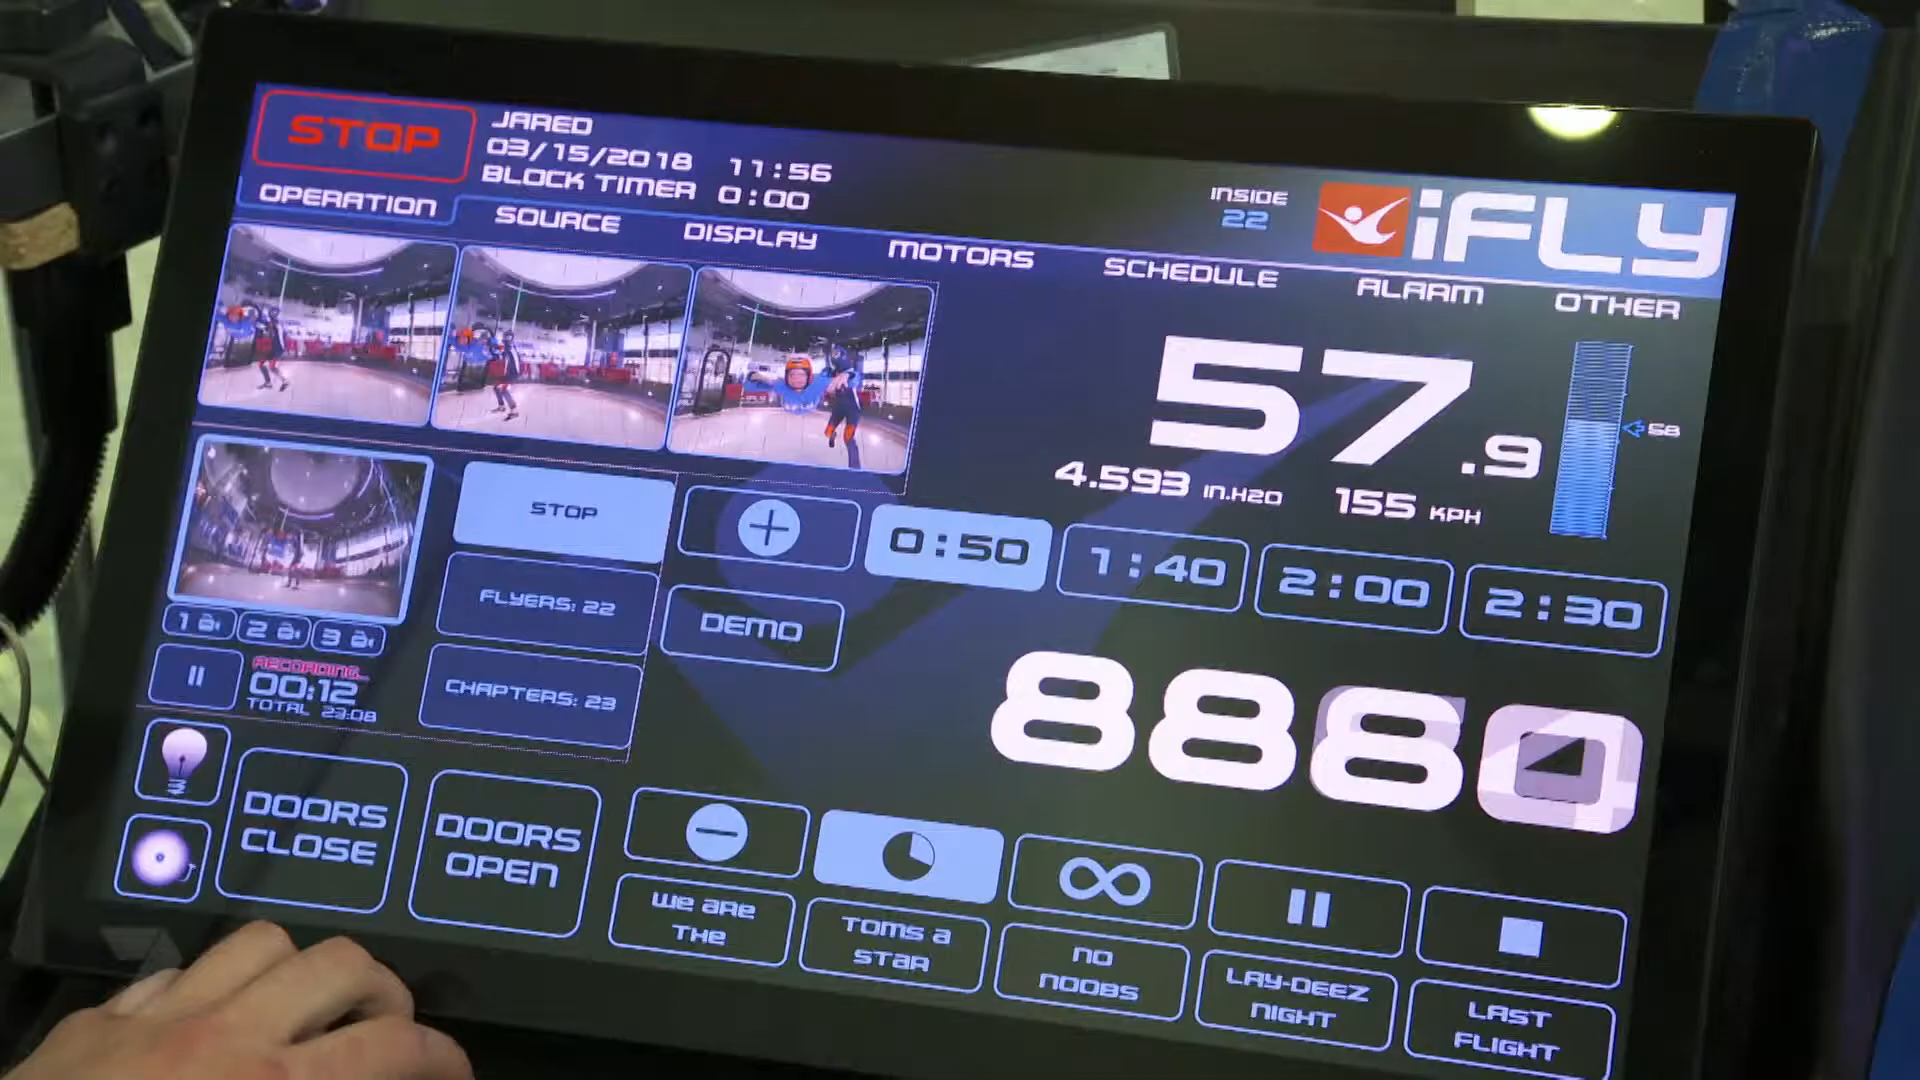 STOP
JARED
03/15/2018 11:56
BLOCK TIMER 0:00
INSIDE
22
iFLY
OPERATION SOURCE DISPLAY MOTORS SCHEDULE ALARM OTHER
57.9
58
4.593 IN.H2O 155 KPH
STOP
0:50 1:40 2:00 2:30
FLYERS: 22
DEMO
1 2 3
RECORDING...
00:12
TOTAL 23:08
CHAPTERS: 23
DOORS
CLOSE
DOORS
OPEN
WE ARE
THE
TOMS A
STAR
NO
NOOBS
LAY-DEEZ
NIGHT
LAST
FLIGHT